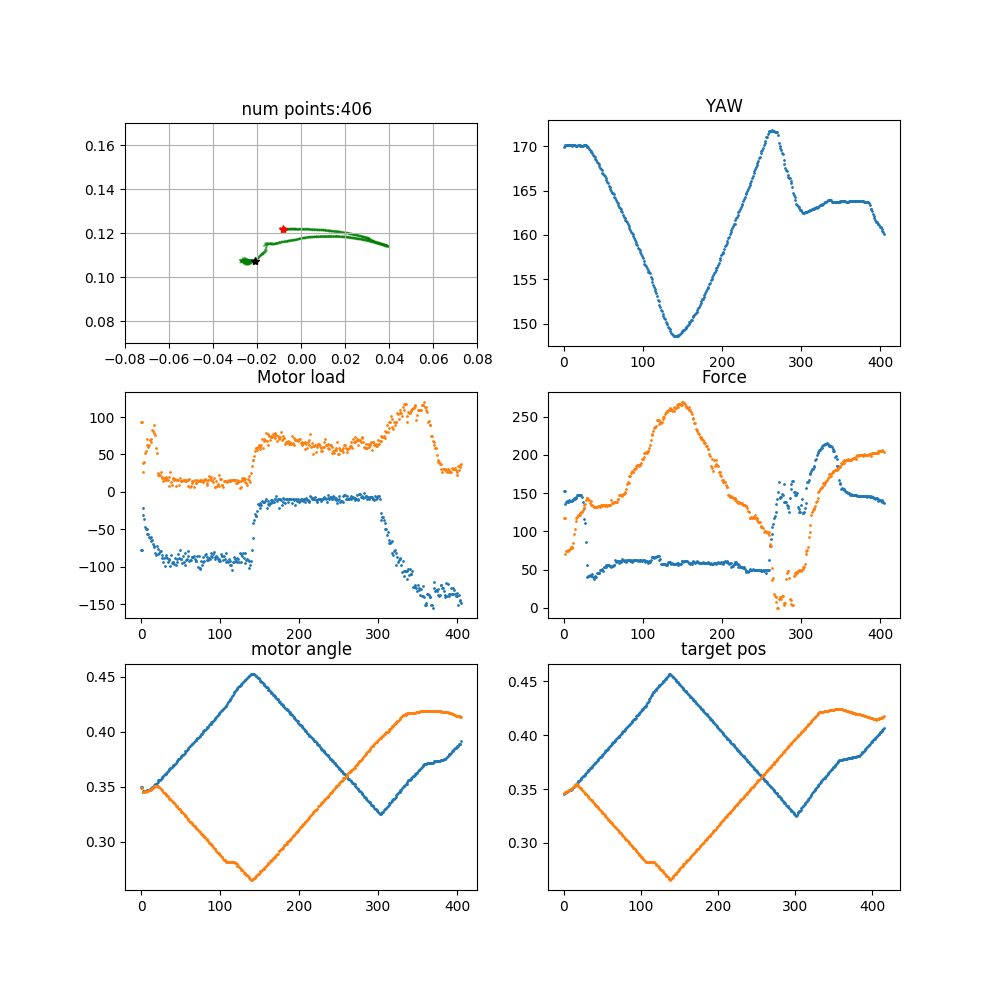 num points:406
0.16
0.14
0.12
0.10
0.08
−0.08 −0.06 −0.04 −0.02 0.00 0.02 0.04 0.06 0.08
YAW
170
165
160
155
150
0 100 200 300 400
Motor load
100
50
0
−50
−100
−150
0 100 200 300 400
Force
250
200
150
100
50
0
0 100 200 300 400
motor angle
0.45
0.40
0.35
0.30
0 100 200 300 400
target pos
0.45
0.40
0.35
0.30
0 100 200 300 400